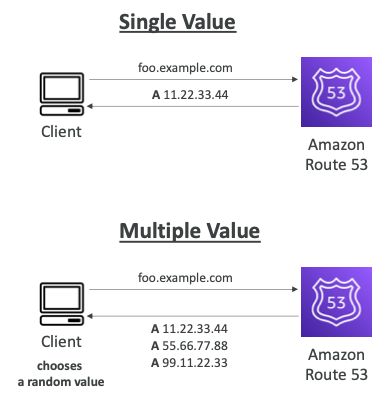 Single Value
foo.example.com
53
A 11.22.33.44
Client
Amazon
Route 53
Multiple Value
foo.example.com
53
A 11.22.33.44
A 55.66.77.88
A 99.11.22.33
Client
chooses
a random value
Amazon
Route 53